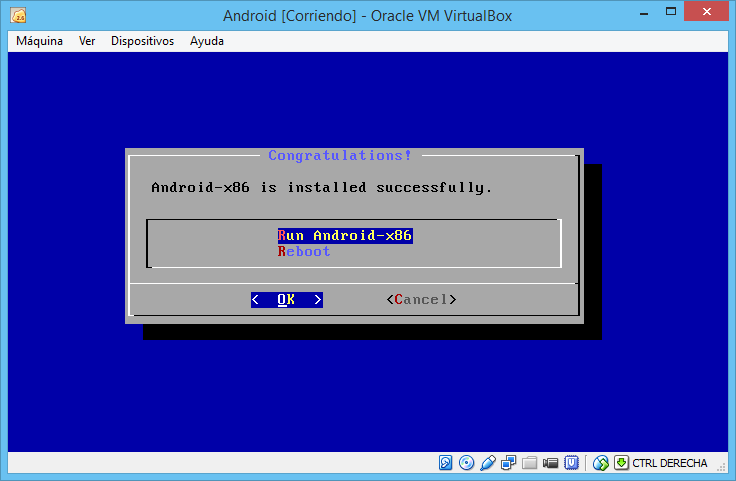 Android [Corriendo] - Oracle VM VirtualBox
Máquina Ver Dispositivos Ayuda
Congratulations!
Android-x86 is installed successfully.
Run Android-x86
Reboot
< OK > <Cancel>
CTRL DERECHA